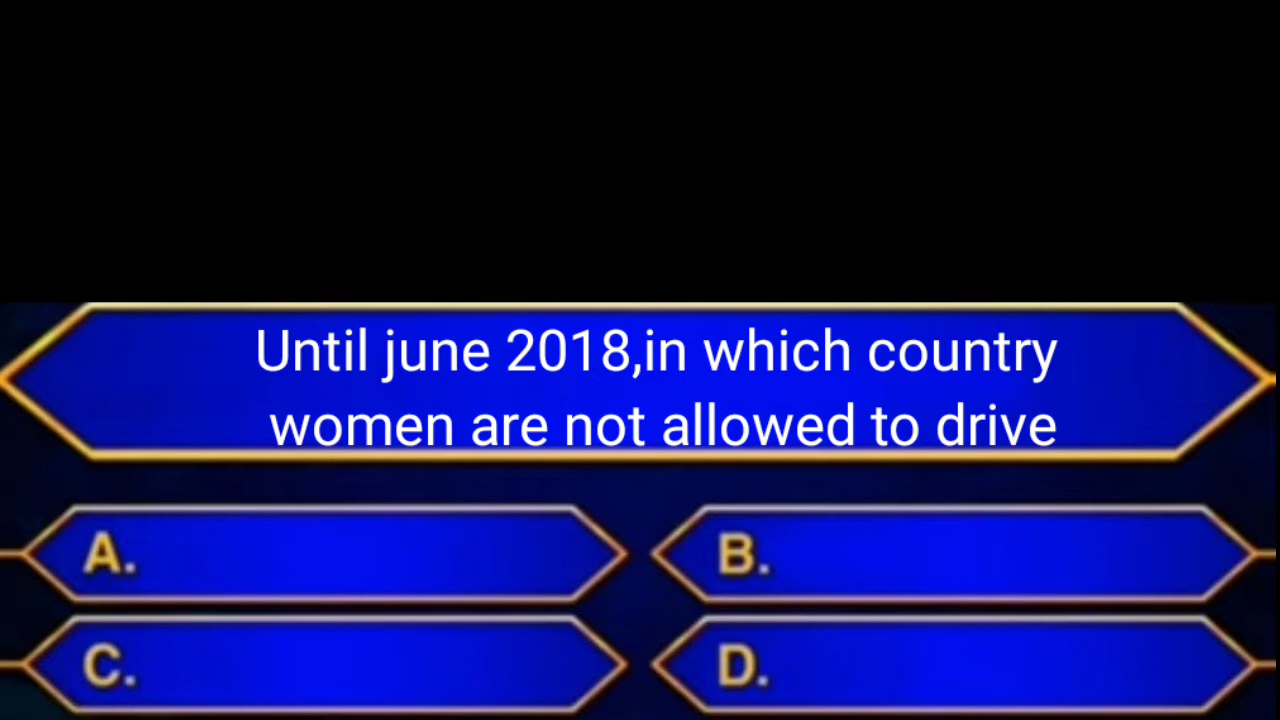 Until june 2018,in which country
women are not allowed to drive
A.
B.
C.
D.